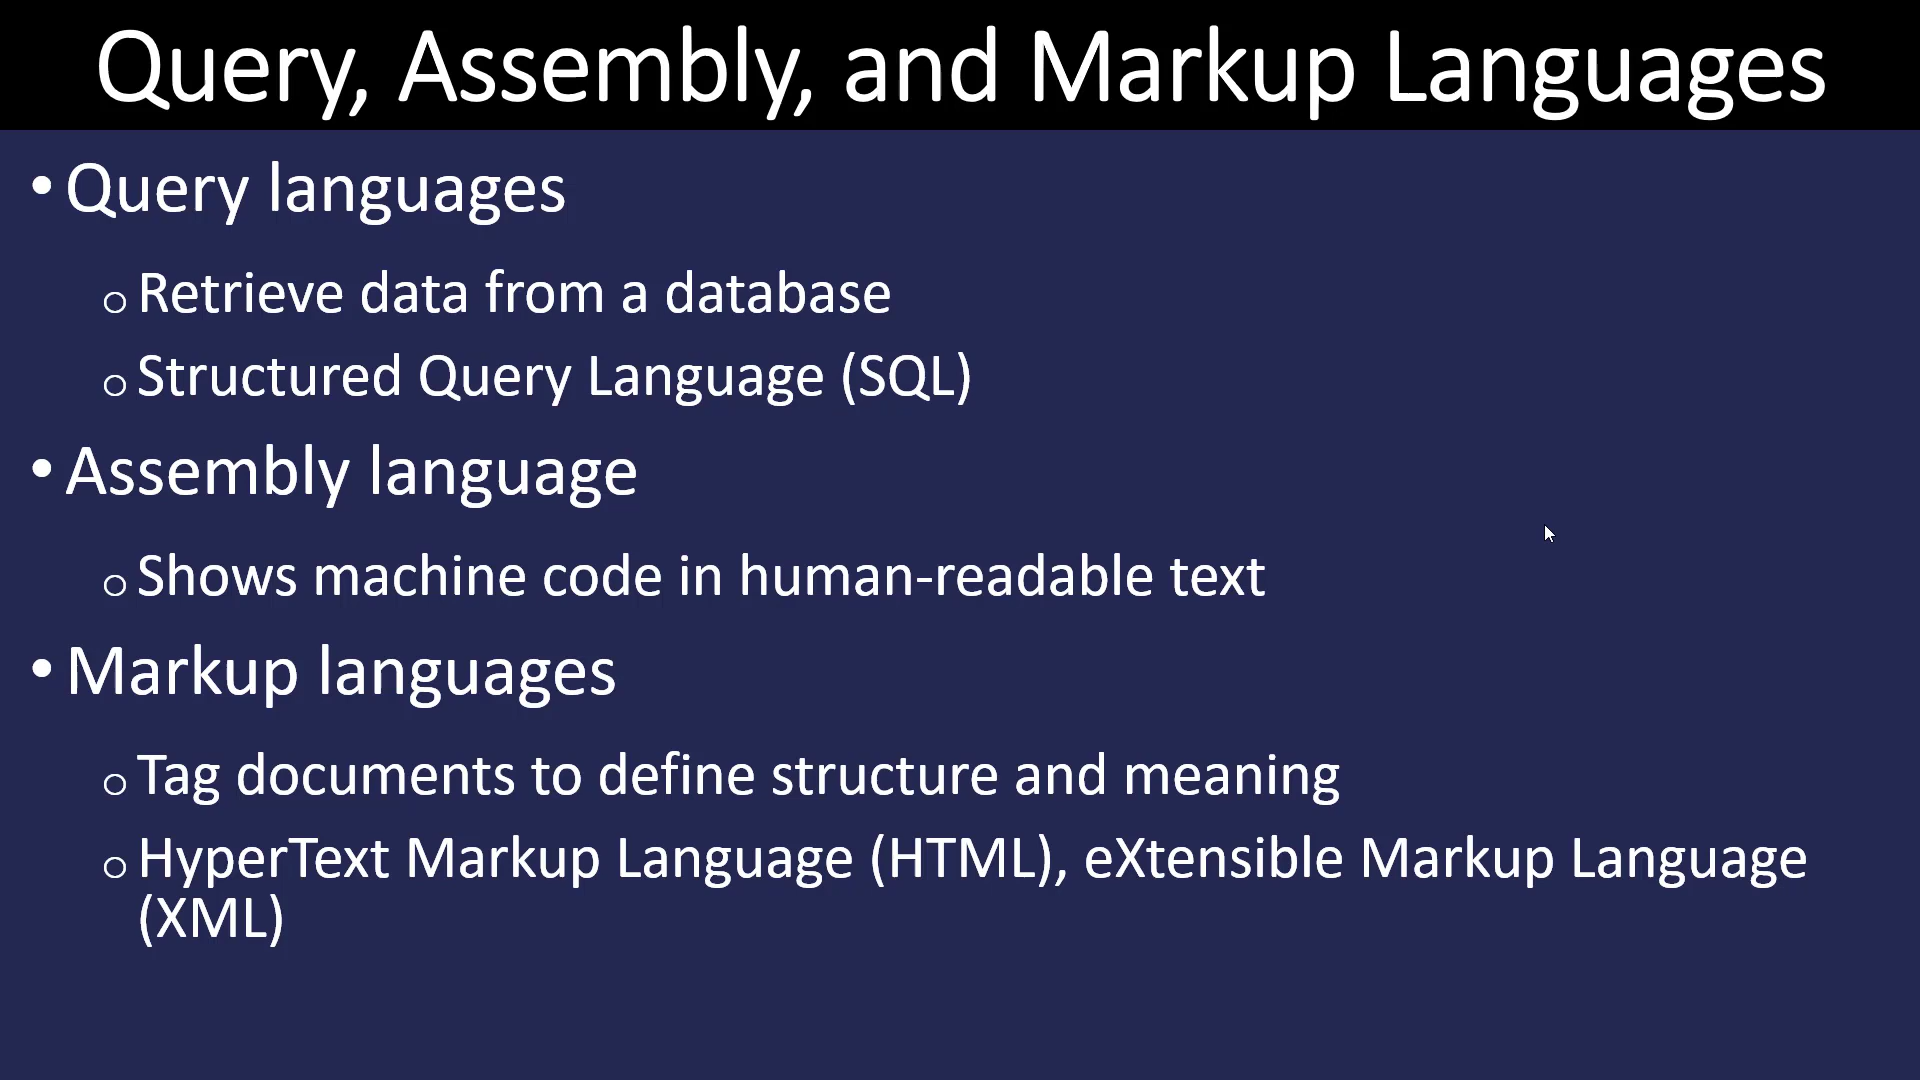 Query, Assembly, and Markup Languages
• Query languages
o Retrieve data from a database
o Structured Query Language (SQL)
• Assembly language
o Shows machine code in human-readable text
• Markup languages
o Tag documents to define structure and meaning
o HyperText Markup Language (HTML), eXtensible Markup Language
(XML)